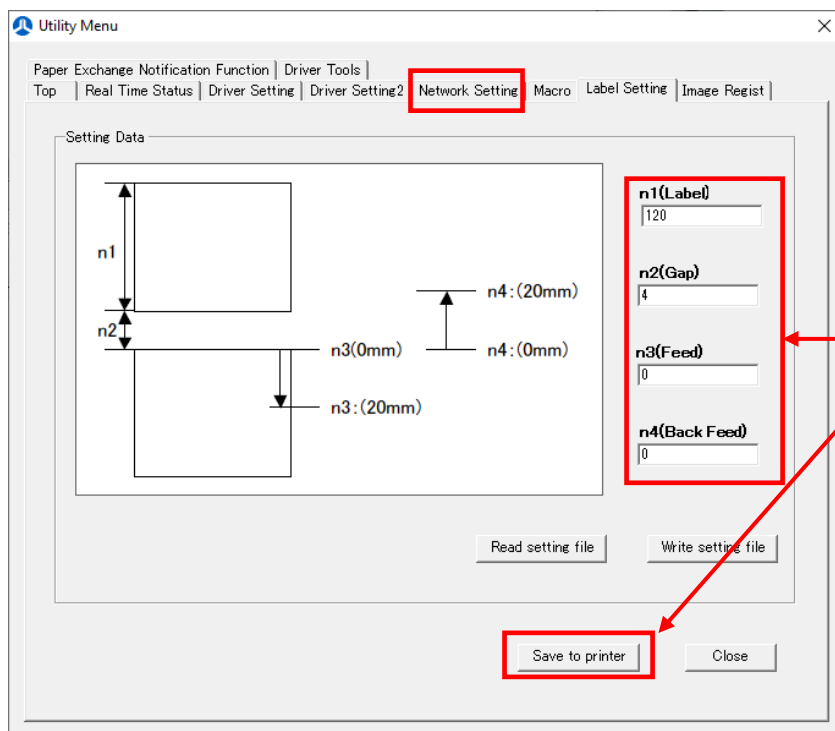 Utility Menu
Paper Exchange Notification Function
Driver Tools
Top
Real Time Status
Driver Setting
Driver Setting2
Network Setting
Macro
Label Setting
Image Regist
Setting Data
n1
n2
n3(0mm)
n3:(20mm)
n4:(20mm)
n4:(0mm)
n1(Label)
120
n2(Gap)
4
n3(Feed)
0
n4(Back Feed)
0
Read setting file
Write setting file
Save to printer
Close